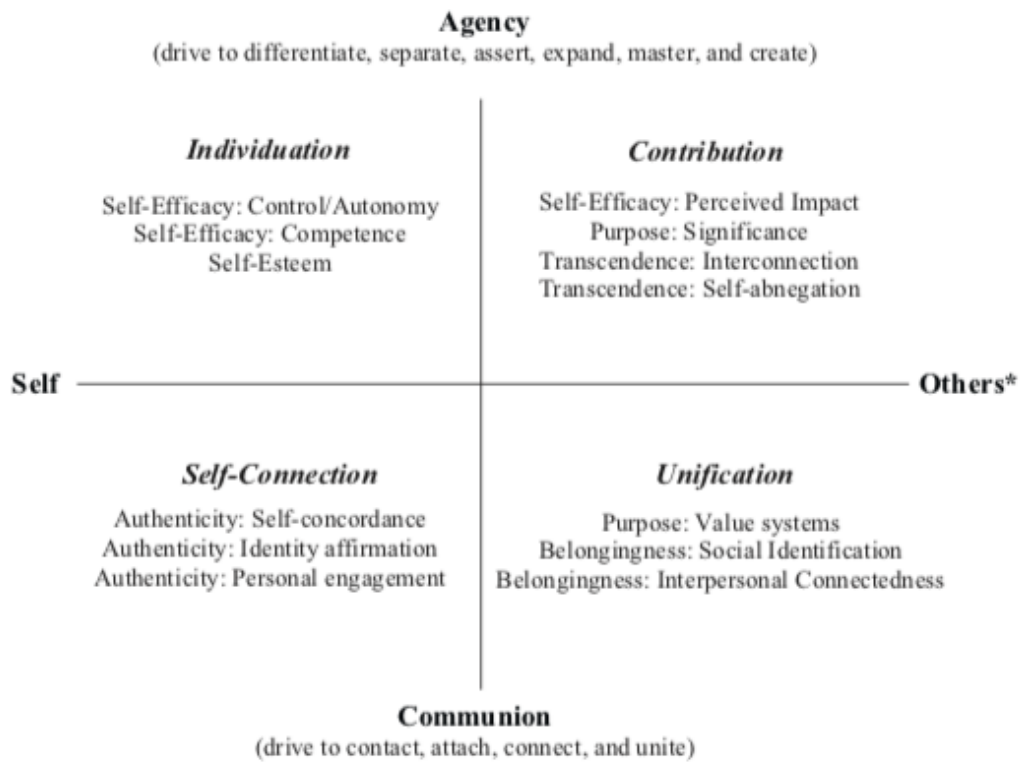 Agency
(drive to differentiate, separate, assert, expand, master, and create)
Individuation
Self-Efficacy: Control/Autonomy
Self-Efficacy: Competence
Self-Esteem
Contribution
Self-Efficacy: Perceived Impact
Purpose: Significance
Transcendence: Interconnection
Transcendence: Self-abnegation
Self
Others*
Self-Connection
Authenticity: Self-concordance
Authenticity: Identity affirmation
Authenticity: Personal engagement
Unification
Purpose: Value systems
Belongingness: Social Identification
Belongingness: Interpersonal Connectedness
Communion
(drive to contact, attach, connect, and unite)